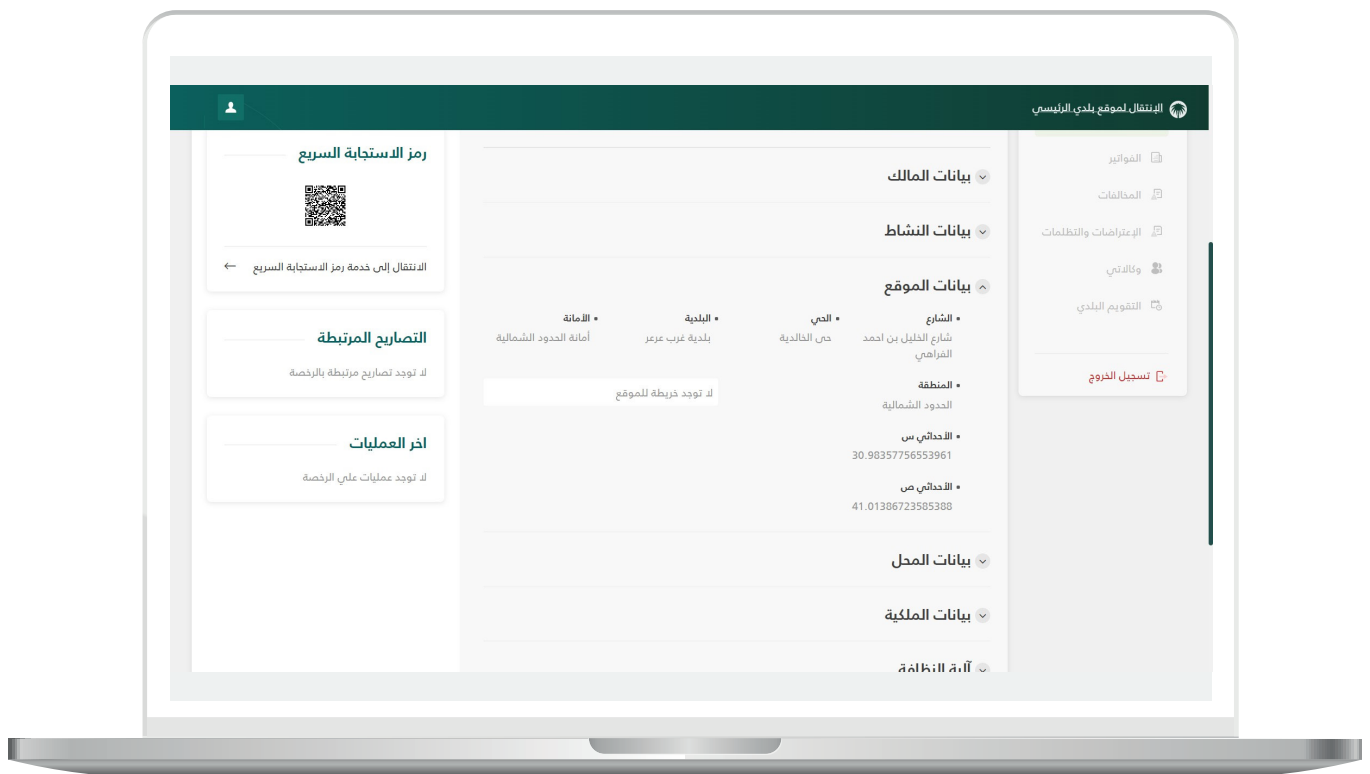 الإنتقال لموقع بلدي الرئيسي
الفواتير
المخالفات
الإعتراضات والتظلمات
وكالاتي
التقويم البلدي
تسجيل الخروج
بيانات المالك
بيانات النشاط
بيانات الموقع
الشارع
شارع الخليل بن احمد
الفراهي
الحي
حى الخالدية
البلدية
بلدية غرب عرعر
الأمانة
أمانة الحدود الشمالية
المنطقة
الحدود الشمالية
لا توجد خريطة للموقع
الأحداثي س
30.98357756553961
الأحداثي ص
41.01386723585388
بيانات المحل
بيانات الملكية
آلية النظافة
رمز الاستجابة السريع
الانتقال إلى خدمة رمز الاستجابة السريع
التصاريح المرتبطة
لا توجد تصاريح مرتبطة بالرخصة
اخر العمليات
لا توجد عمليات علي الرخصة